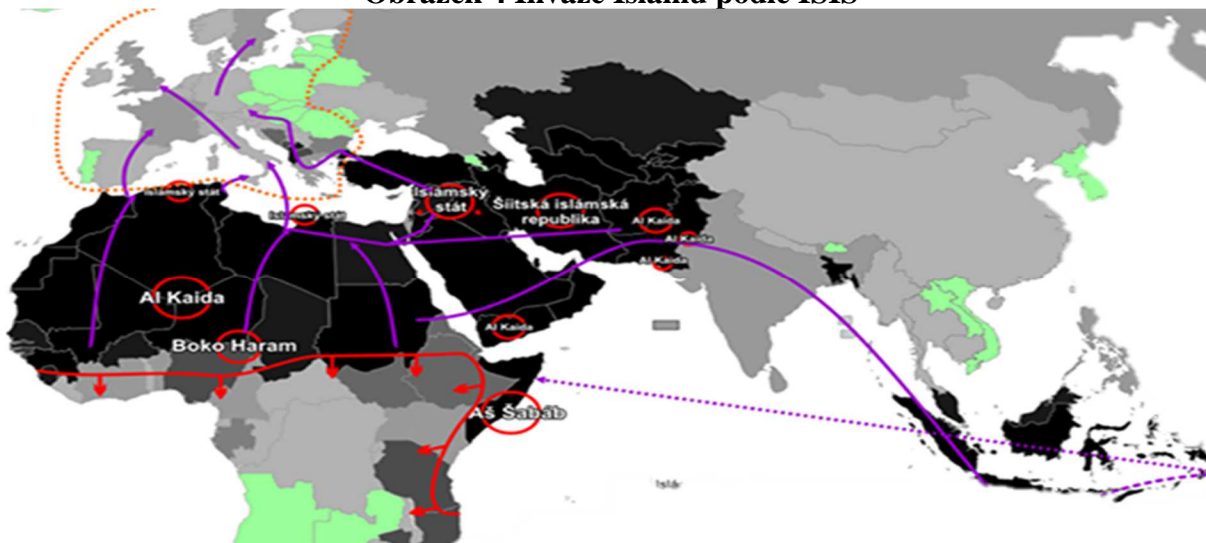 Obrázek 4 Invaze Islámu podle ISIS
Islámský stát
Islámský stát
Islámský
stát
Šíitská islámská
republika
Al Kaida
Al Kaida
Al Kaida
Al Kaida
Al Kaida
Boko Haram
Aš Šabáb
Islá